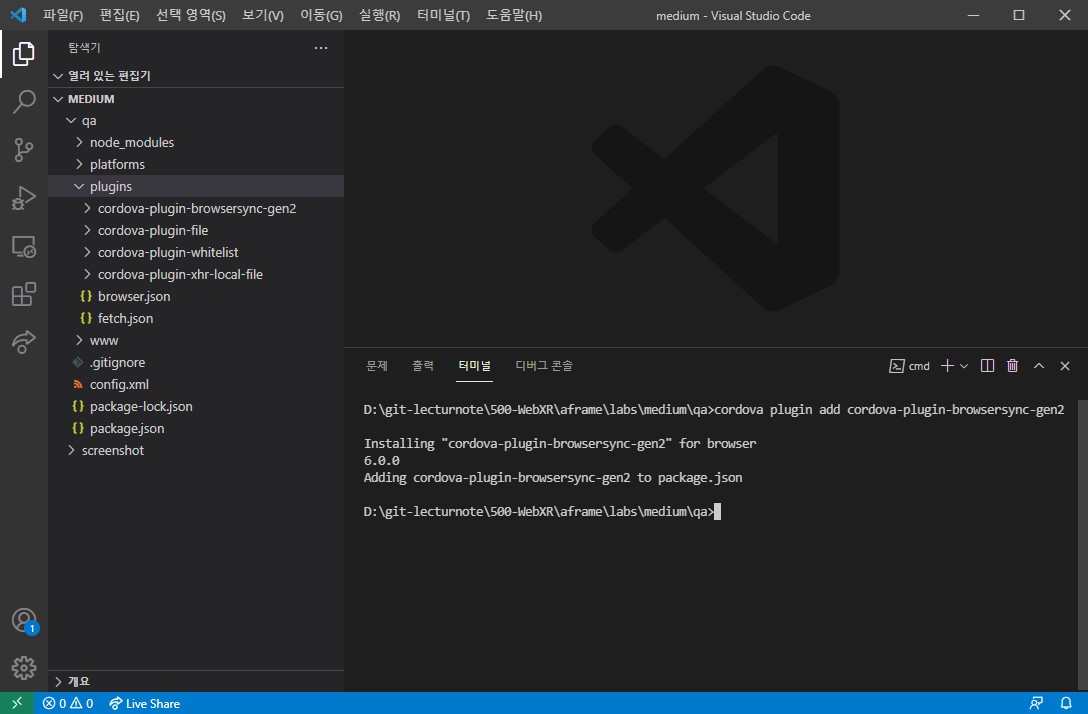 파일(F) 편집(E) 선택 영역(S) 보기(V) 이동(G) 실행(R) 터미널(T) 도움말(H) medium - Visual Studio Code
탐색기
열려 있는 편집기
MEDIUM
qa
node_modules
platforms
plugins
cordova-plugin-browsersync-gen2
cordova-plugin-file
cordova-plugin-whitelist
cordova-plugin-xhr-local-file
{} browser.json
{} fetch.json
www
.gitignore
config.xml
{} package-lock.json
{} package.json
screenshot
개요
문제 출력 터미널 디버그 콘솔 cmd
D:\git-lecturnote\500-WebXR\aframe\labs\medium\qa>cordova plugin add cordova-plugin-browsersync-gen2
Installing "cordova-plugin-browsersync-gen2" for browser
6.0.0
Adding cordova-plugin-browsersync-gen2 to package.json
D:\git-lecturnote\500-WebXR\aframe\labs\medium\qa>
1
0 0 Live Share